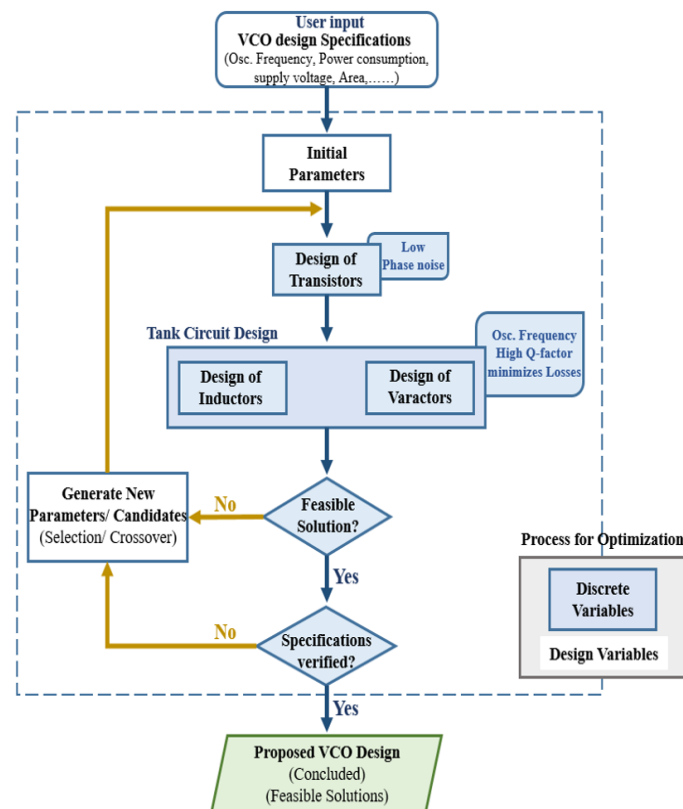 User input
VCO design Specifications
(Osc. Frequency, Power consumption,
supply voltage, Area,……)
Initial
Parameters
Design of
Transistors
Low
Phase noise
Tank Circuit Design
Osc. Frequency
High Q-factor
minimizes Losses
Design of
Inductors
Design of
Varactors
Generate New
Parameters/ Candidates
(Selection/ Crossover)
No
Feasible
Solution?
Yes
Process for Optimization
Discrete
Variables
Design Variables
No
Specifications
verified?
Yes
Proposed VCO Design
(Concluded)
(Feasible Solutions)